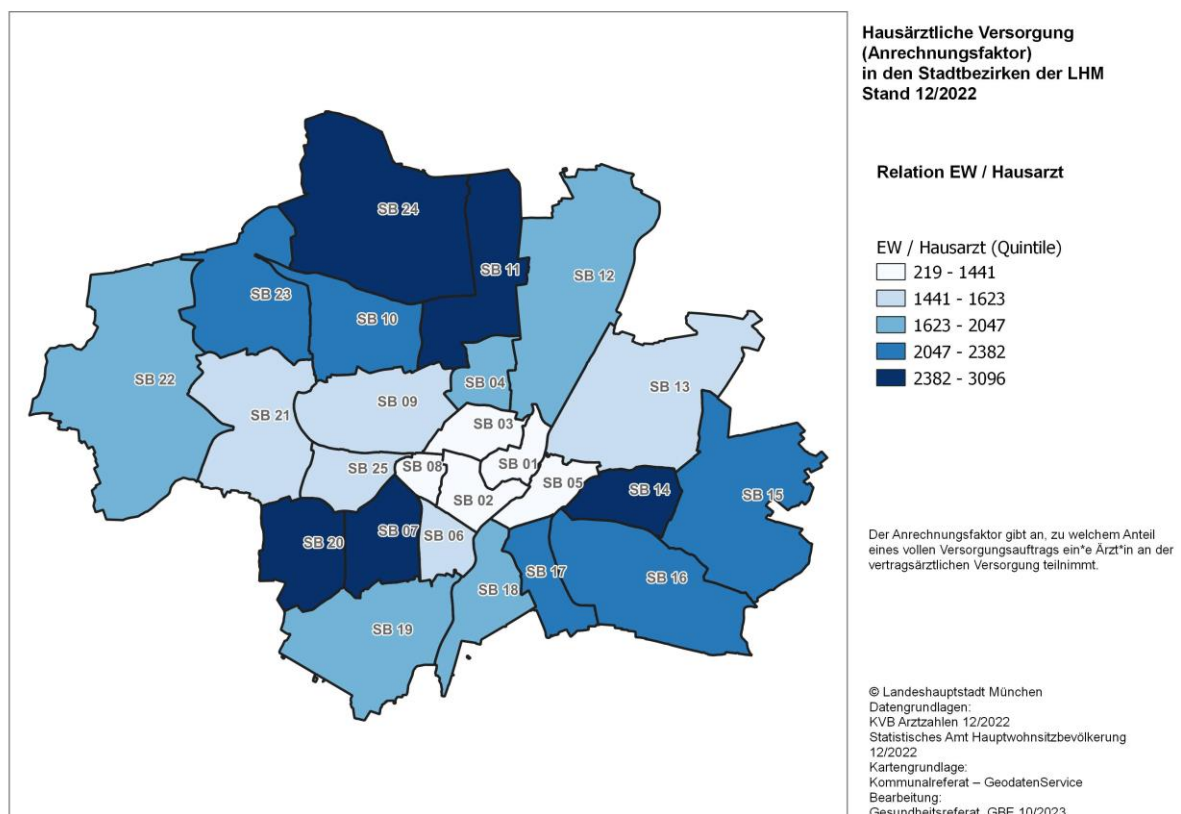 Hausärztliche Versorgung
(Anrechnungsfaktor)
in den Stadtbezirken der LHM
Stand 12/2022
Relation EW / Hausarzt
EW / Hausarzt (Quintile)
219 - 1441
1441 - 1623
1623 - 2047
2047 - 2382
2382 - 3096
SB 24
SB 11
SB 12
SB 23
SB 10
SB 22
SB 04
SB 13
SB 21
SB 09
SB 03
SB 25
SB 08
SB 01
SB 05
SB 14
SB 15
SB 02
SB 20
SB 07
SB 06
SB 17
SB 16
SB 18
SB 19
Der Anrechnungsfaktor gibt an, zu welchem Anteil
eines vollen Versorgungsauftrags ein*e Ärzt*in an der
vertragsärztlichen Versorgung teilnimmt.
© Landeshauptstadt München
Datengrundlagen:
KVB Arztzahlen 12/2022
Statistisches Amt Hauptwohnsitzbevölkerung
12/2022
Kartengrundlage:
Kommunalreferat – GeodatenService
Bearbeitung:
Gesundheitsreferat, GBE 10/2023